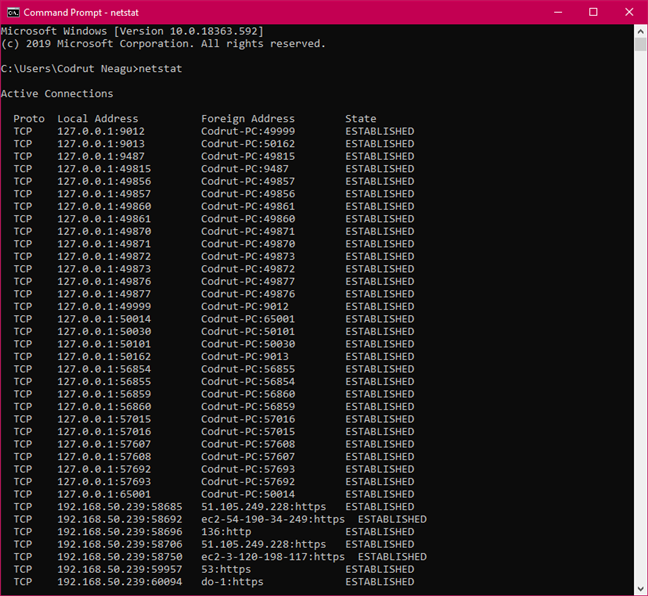 Command Prompt - netstat
Microsoft Windows [Version 10.0.18363.592]
(c) 2019 Microsoft Corporation. All rights reserved.
C:\Users\Codrut Neagu>netstat
Active Connections
Proto  Local Address          Foreign Address        State
TCP    127.0.0.1:9012         Codrut-PC:49999        ESTABLISHED
TCP    127.0.0.1:9013         Codrut-PC:50162        ESTABLISHED
TCP    127.0.0.1:9487         Codrut-PC:49815        ESTABLISHED
TCP    127.0.0.1:49815        Codrut-PC:9487         ESTABLISHED
TCP    127.0.0.1:49856        Codrut-PC:49857        ESTABLISHED
TCP    127.0.0.1:49857        Codrut-PC:49856        ESTABLISHED
TCP    127.0.0.1:49860        Codrut-PC:49861        ESTABLISHED
TCP    127.0.0.1:49861        Codrut-PC:49860        ESTABLISHED
TCP    127.0.0.1:49870        Codrut-PC:49871        ESTABLISHED
TCP    127.0.0.1:49871        Codrut-PC:49870        ESTABLISHED
TCP    127.0.0.1:49872        Codrut-PC:49873        ESTABLISHED
TCP    127.0.0.1:49873        Codrut-PC:49872        ESTABLISHED
TCP    127.0.0.1:49876        Codrut-PC:49877        ESTABLISHED
TCP    127.0.0.1:49877        Codrut-PC:49876        ESTABLISHED
TCP    127.0.0.1:49999        Codrut-PC:9012         ESTABLISHED
TCP    127.0.0.1:50014        Codrut-PC:65001        ESTABLISHED
TCP    127.0.0.1:50030        Codrut-PC:50101        ESTABLISHED
TCP    127.0.0.1:50101        Codrut-PC:50030        ESTABLISHED
TCP    127.0.0.1:50162        Codrut-PC:9013         ESTABLISHED
TCP    127.0.0.1:56854        Codrut-PC:56855        ESTABLISHED
TCP    127.0.0.1:56855        Codrut-PC:56854        ESTABLISHED
TCP    127.0.0.1:56859        Codrut-PC:56860        ESTABLISHED
TCP    127.0.0.1:56860        Codrut-PC:56859        ESTABLISHED
TCP    127.0.0.1:57015        Codrut-PC:57016        ESTABLISHED
TCP    127.0.0.1:57016        Codrut-PC:57015        ESTABLISHED
TCP    127.0.0.1:57607        Codrut-PC:57608        ESTABLISHED
TCP    127.0.0.1:57608        Codrut-PC:57607        ESTABLISHED
TCP    127.0.0.1:57692        Codrut-PC:57693        ESTABLISHED
TCP    127.0.0.1:57693        Codrut-PC:57692        ESTABLISHED
TCP    127.0.0.1:65001        Codrut-PC:50014        ESTABLISHED
TCP    192.168.50.239:58685   51.105.249.228:https   ESTABLISHED
TCP    192.168.50.239:58692   ec2-54-190-34-249:https  ESTABLISHED
TCP    192.168.50.239:58696   136:http               ESTABLISHED
TCP    192.168.50.239:58706   51.105.249.228:https   ESTABLISHED
TCP    192.168.50.239:58750   ec2-3-120-198-117:https  ESTABLISHED
TCP    192.168.50.239:59957   53:https               ESTABLISHED
TCP    192.168.50.239:60094   do-1:https             ESTABLISHED